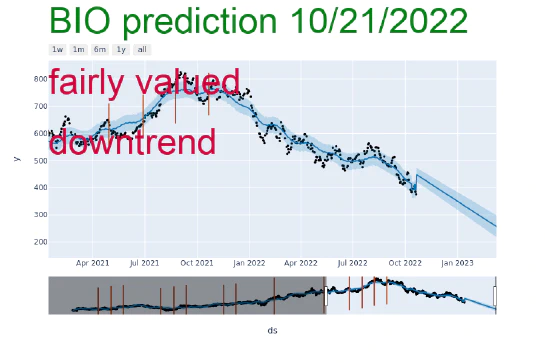 BIO prediction 10/21/2022
1w 1m 6m 1y all
800
fairly valued
700
600
downtrend
500
y
400
300
200
Apr 2021 Jul 2021 Oct 2021 Jan 2022 Apr 2022 Jul 2022 Oct 2022 Jan 2023
ds